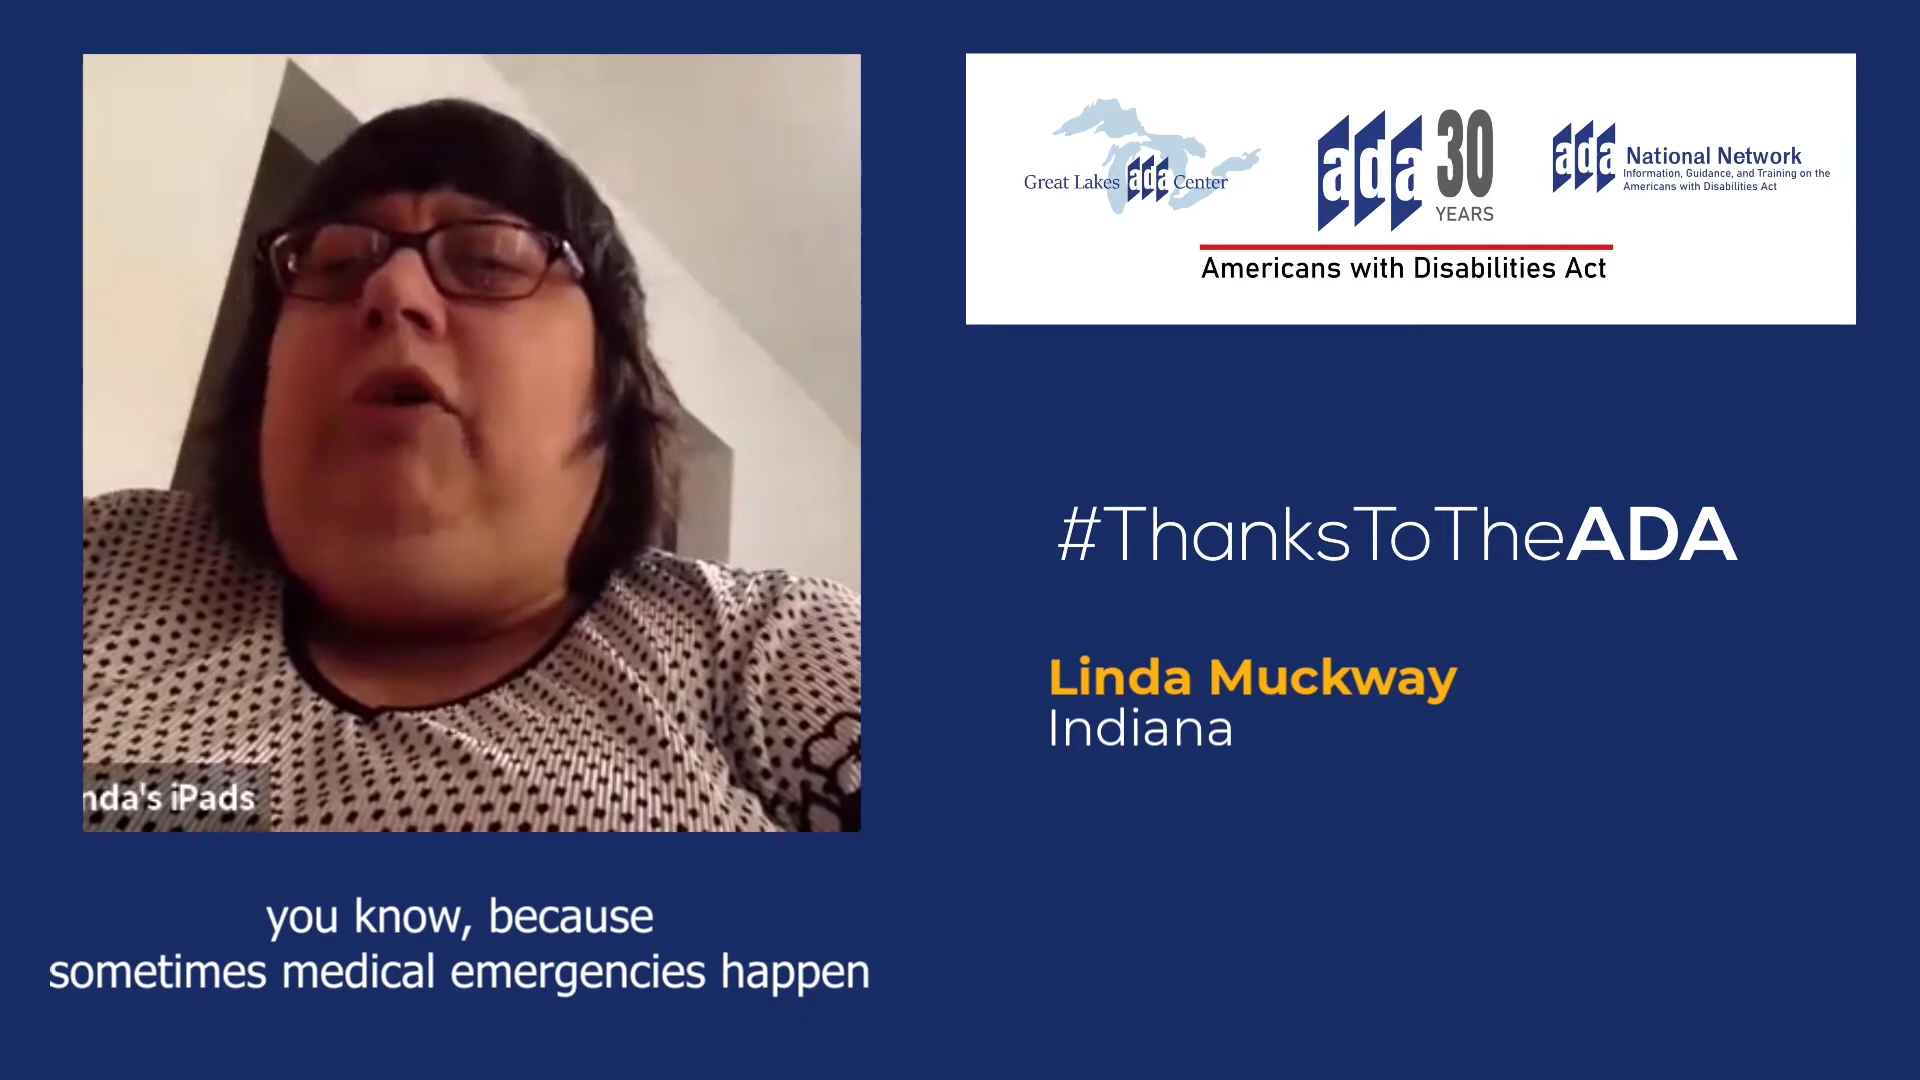 Great Lakes ada Center
ada 30
YEARS
Americans with Disabilities Act
ada National Network
Information, Guidance, and Training on the
Americans with Disabilities Act
#ThanksToTheADA
Linda Muckway
Indiana
nda's iPads
you know, because
sometimes medical emergencies happen